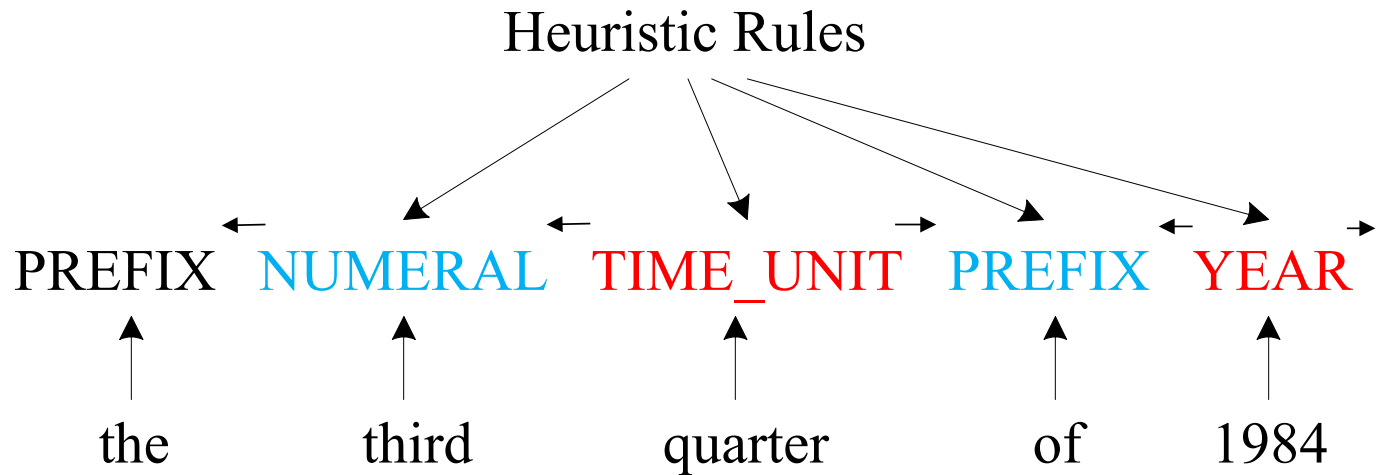 Heuristic Rules
PREFIX NUMERAL TIME_UNIT PREFIX YEAR
the third quarter of 1984